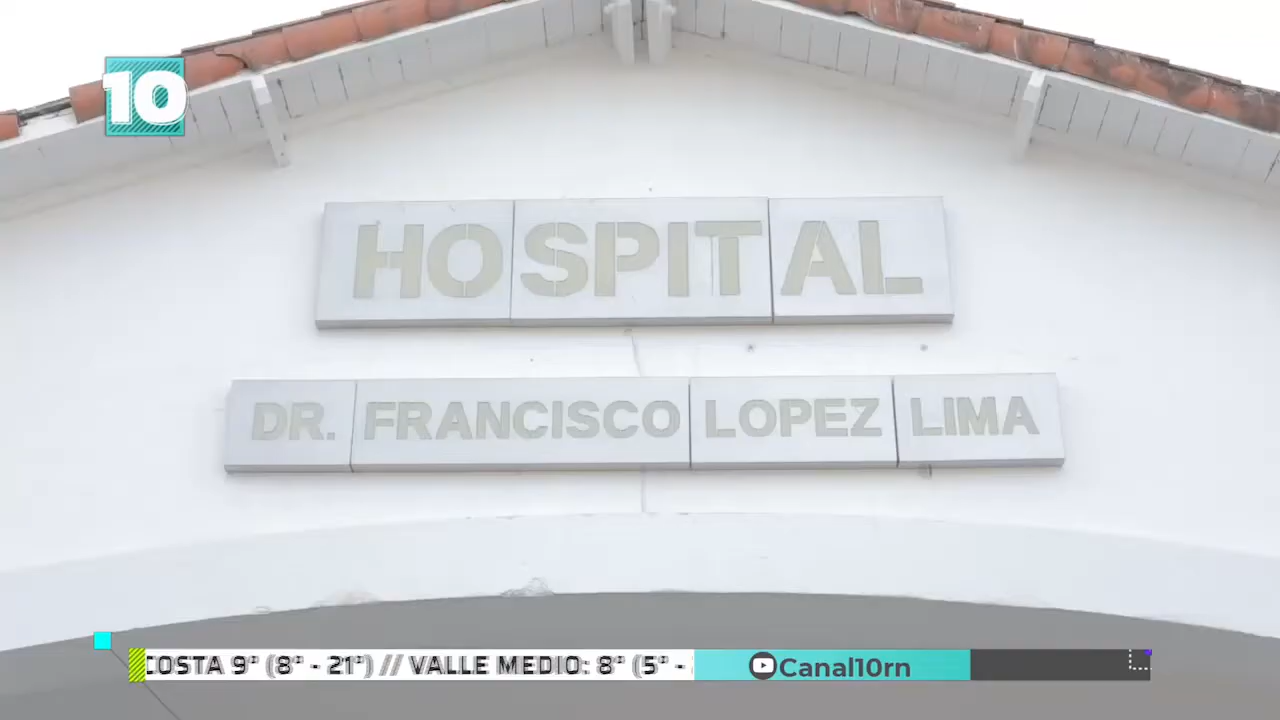 10
HOSPITAL
DR. FRANCISCO LOPEZ LIMA
COSTA 9° (8° - 21°) // VALLE MEDIO: 8° (5° -
Canal10rn